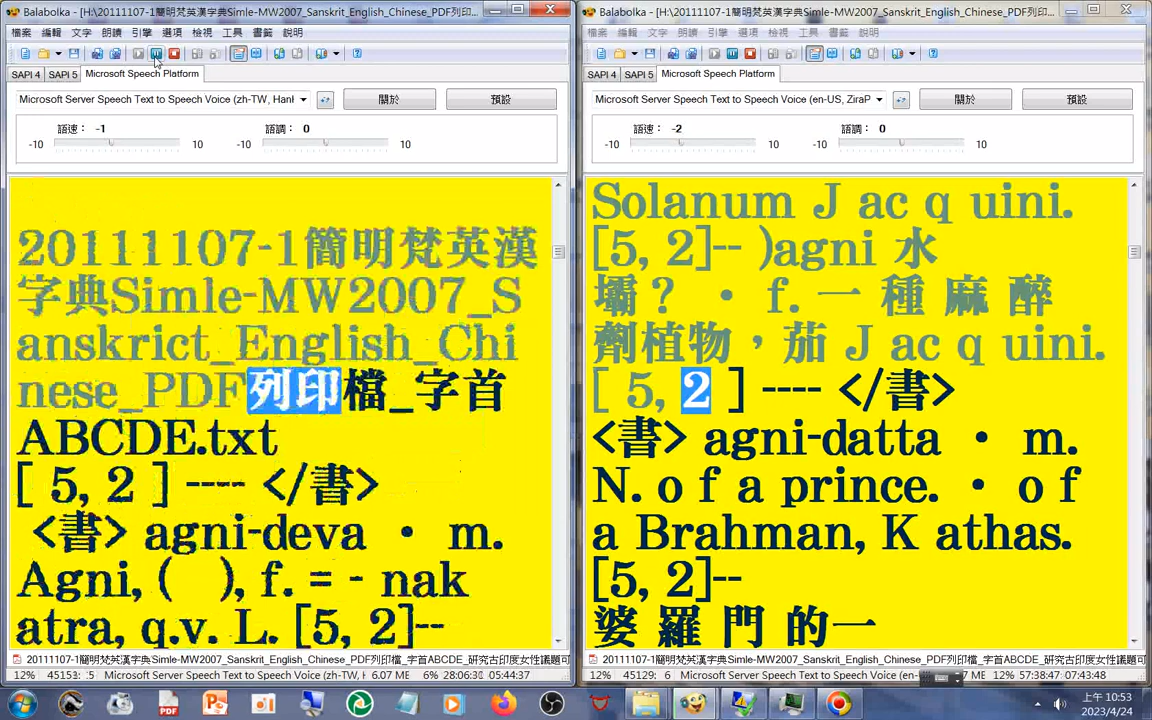 Balabolka - [H:\20111107-1簡明梵英漢字典Simle-MW2007_Sanskrit_English_Chinese_PDF列印...
檔案 編輯 文字 朗讀 引擎 選項 檢視 工具 書籤 說明
SAPI 4 SAPI 5 Microsoft Speech Platform
Microsoft Server Speech Text to Speech Voice (zh-TW, HanH
關於 預設
語速： -1 語調： 0
-10 10 -10 10
20111107-1簡明梵英漢
字典Simle-MW2007_S
anskrict_English_Chi
nese_PDF列印檔_字首
ABCDE.txt
[ 5, 2 ] ---- </書>
<書> agni-deva • m.
Agni, ( ), f. = - nak
atra, q.v. L. [5, 2]--
20111107-1簡明梵英漢字典Simle-MW2007_Sanskrit_English_Chinese_PDF列印檔_字首ABCDE_研究古印度女性議題可
12% 45153: :5 Microsoft Server Speech Text to Speech Voice (zh-TW, H 6.07 ME 6% 28:06:3 05:44:37
Balabolka - [H:\20111107-1簡明梵英漢字典Simle-MW2007_Sanskrit_English_Chinese_PDF列印...
檔案 編輯 文字 朗讀 引擎 選項 檢視 工具 書籤 說明
SAPI 4 SAPI 5 Microsoft Speech Platform
Microsoft Server Speech Text to Speech Voice (en-US, ZiraP
關於 預設
語速： -2 語調： 0
-10 10 -10 10
Solanum J ac q uini.
[5, 2]-- )agni 水
壩？ • f. 一 種 麻 醉
劑植物，茄 J ac q uini.
[ 5, 2 ] ---- </書>
<書> agni-datta • m.
N. o f a prince. • o f
a Brahman, K athas.
[5, 2]--
婆 羅 門 的一
20111107-1簡明梵英漢字典Simle-MW2007_Sanskrit_English_Chinese_PDF列印檔_字首ABCDE_研究古印度女性議題可
12% 45129: 6 Microsoft Server Speech Text to Speech Voice (en-U 7 ME 12% 57:38:47 07:43:48
上午 10:53
2023/4/24